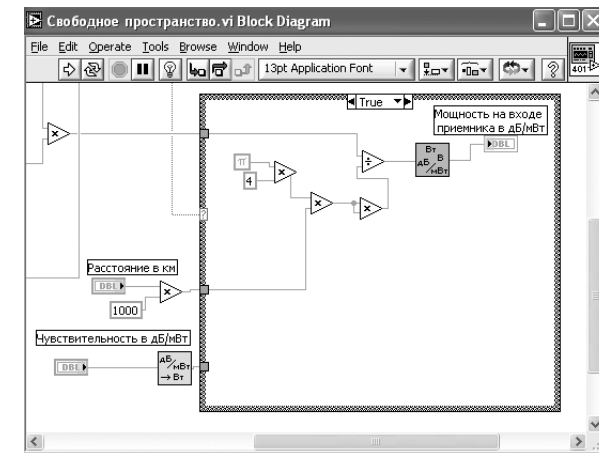 Свободное пространство.vi Block Diagram
File Edit Operate Tools Browse Window Help
13pt Application Font
401
True
Мощность на входе
приемника в дБ/мВт
DBL
Вт
дБ/мВт
В
π
4
?
Расстояние в км
DBL
1000
Чувствительность в дБ/мВт
DBL
дБ/мВт
→ Вт